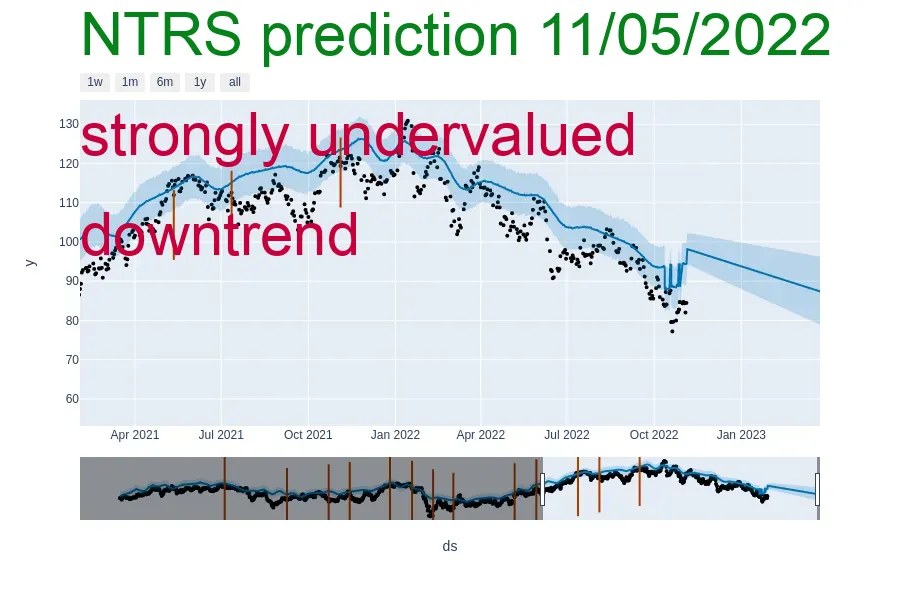 NTRS prediction 11/05/2022
1w 1m 6m 1y all
strongly undervalued
downtrend
130
120
110
100
90
80
70
60
y
Apr 2021 Jul 2021 Oct 2021 Jan 2022 Apr 2022 Jul 2022 Oct 2022 Jan 2023
ds